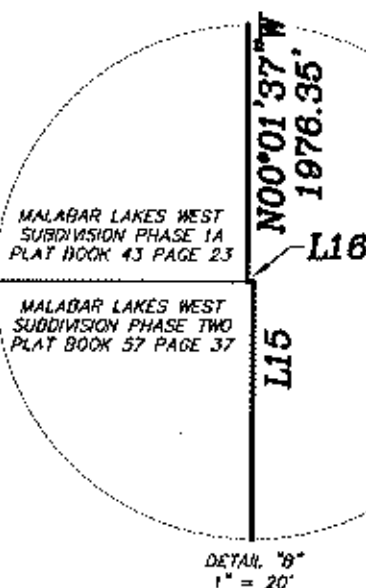 N00°01'37"W
1976.35'
MALABAR LAKES WEST
SUBDIVISION PHASE 1A
PLAT BOOK 43 PAGE 23
L16
MALABAR LAKES WEST
SUBDIVISION PHASE TWO
PLAT BOOK 57 PAGE 37
L15
DETAIL "B"
1" = 20'